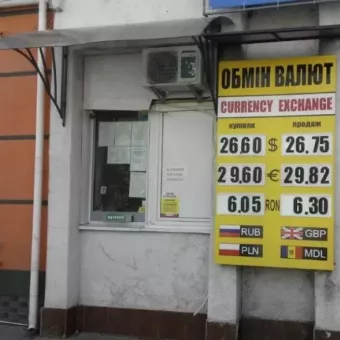 ОБМІН ВАЛЮТ
CURRENCY EXCHANGE
купівля продаж
26.60 $ 26.75
29.60 € 29.82
6.05 RON 6.30
RUB GBP
PLN MDL